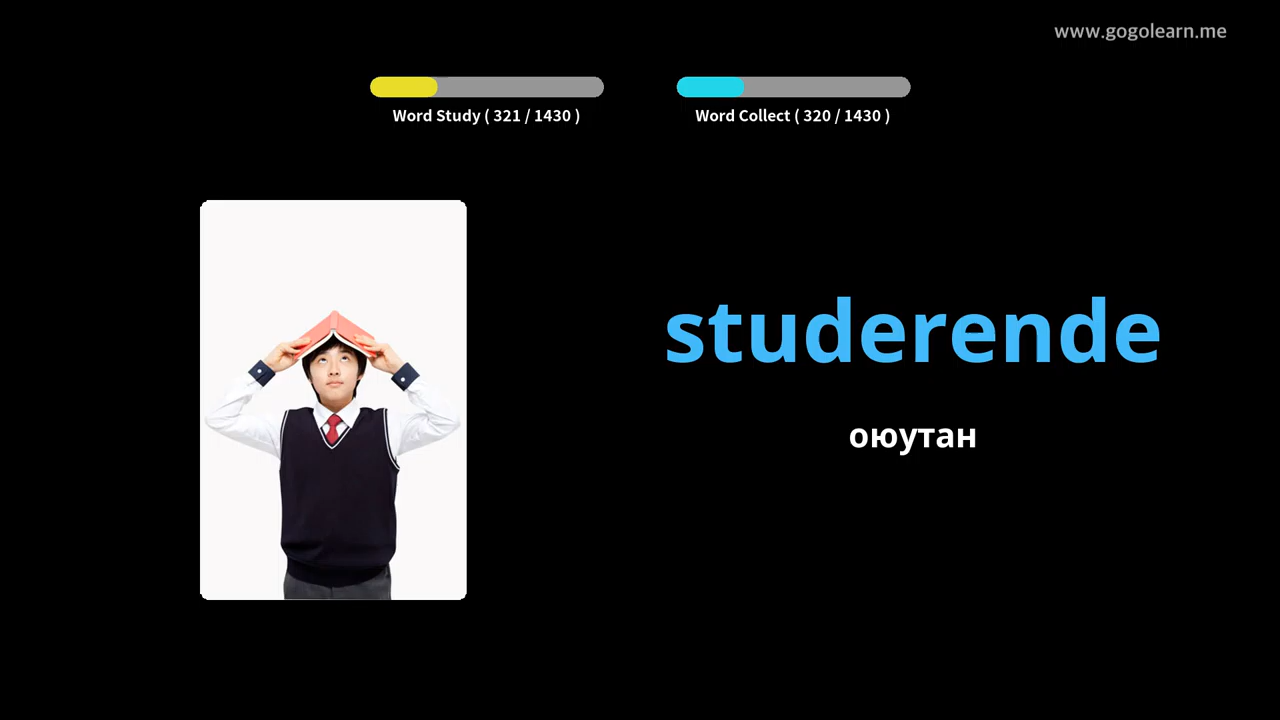 www.gogolearn.me
Word Study ( 321 / 1430 )
Word Collect ( 320 / 1430 )
studerende
оюутан